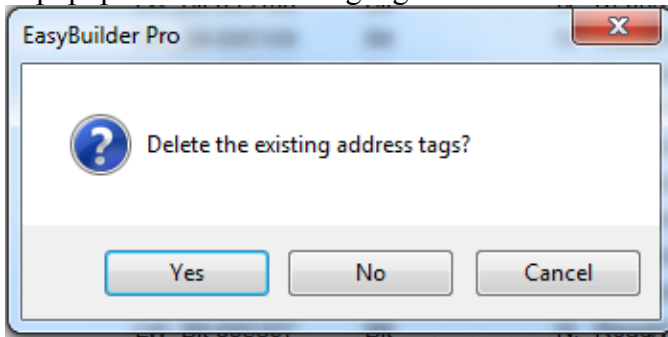 EasyBuilder Pro
Delete the existing address tags?
Yes No Cancel